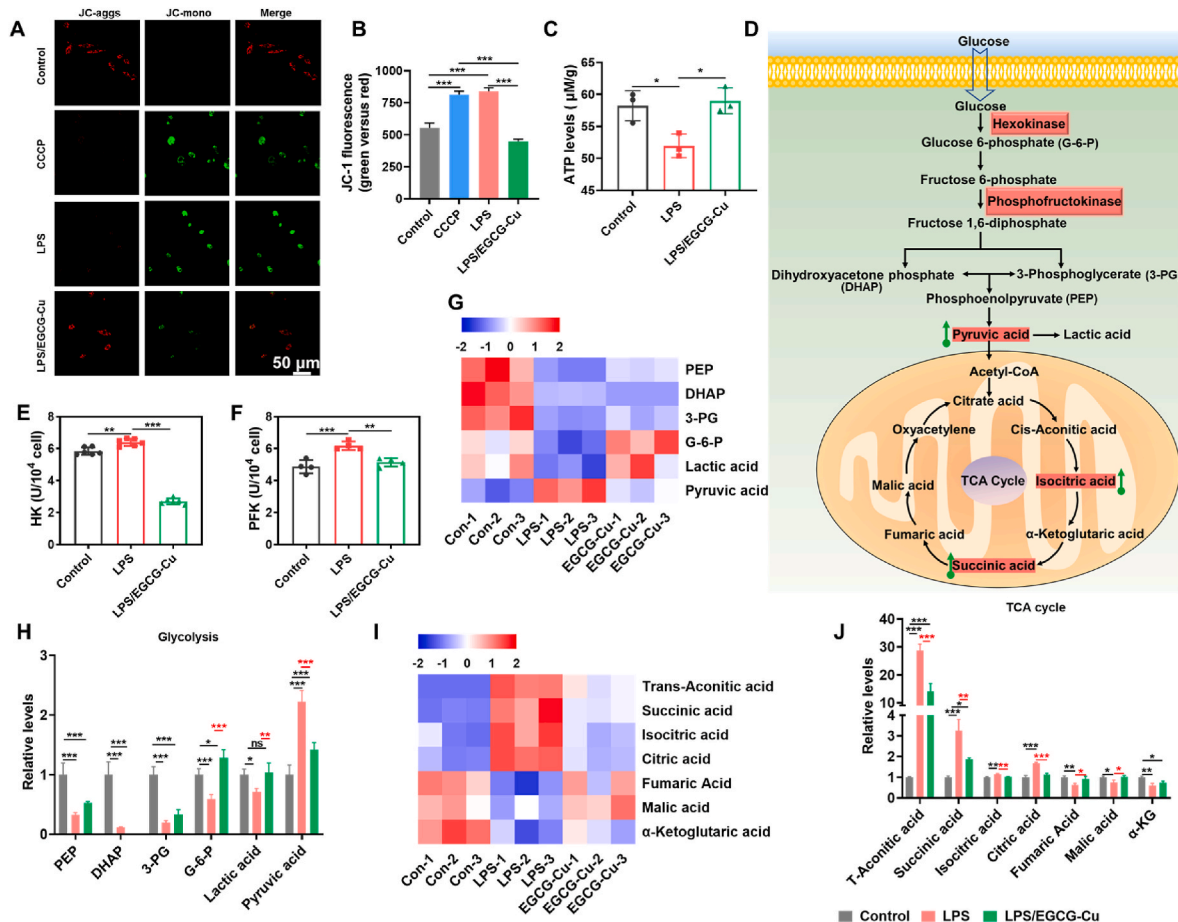 A
JC-aggs
JC-mono
Merge
Control
CCCP
LPS
LPS/EGCG-Cu
50 μm
B
JC-1 fluorescence
(green versus red)
1000
750
500
250
0
***
***
***
***
Control
CCCP
LPS
LPS/EGCG-Cu
C
ATP levels (μM/g)
65
60
55
50
45
*
*
Control
LPS
LPS/EGCG-Cu
D
Glucose
Glucose
Hexokinase
Glucose 6-phosphate (G-6-P)
Fructose 6-phosphate
Phosphofructokinase
Fructose 1,6-diphosphate
Dihydroxyacetone phosphate
(DHAP)
3-Phosphoglycerate (3-PG)
Phosphoenolpyruvate (PEP)
Pyruvic acid
Lactic acid
Acetyl-CoA
Citrate acid
Oxyacetylene
Cis-Aconitic acid
Malic acid
TCA Cycle
Isocitric acid
Fumaric acid
α-Ketoglutaric acid
Succinic acid
E
HK (U/10⁴ cell)
8
6
4
2
0
**
***
Control
LPS
LPS/EGCG-Cu
F
PFK (U/10⁴ cell)
8
6
4
2
0
***
**
Control
LPS
LPS/EGCG-Cu
G
-2 -1 0 1 2
PEP
DHAP
3-PG
G-6-P
Lactic acid
Pyruvic acid
Con-1
Con-2
Con-3
LPS-1
LPS-2
LPS-3
EGCG-Cu-1
EGCG-Cu-2
EGCG-Cu-3
H
Glycolysis
Relative levels
3
2
1
0
***
***
***
***
***
***
*
***
***
ns
*
**
***
***
***
PEP
DHAP
3-PG
G-6-P
Lactic acid
Pyruvic acid
I
-2 -1 0 1 2
Trans-Aconitic acid
Succinic acid
Isocitric acid
Citric acid
Fumaric Acid
Malic acid
α-Ketoglutaric acid
Con-1
Con-2
Con-3
LPS-1
LPS-2
LPS-3
EGCG-Cu-1
EGCG-Cu-2
EGCG-Cu-3
J
TCA cycle
Relative levels
40
30
20
10
4
3
2
1
0
***
***
***
**
*
***
**
**
***
***
**
*
*
*
*
**
T-Aconitic acid
Succinic acid
Isocitric acid
Citric acid
Fumaric Acid
Malic acid
α-KG
Control
LPS
LPS/EGCG-Cu